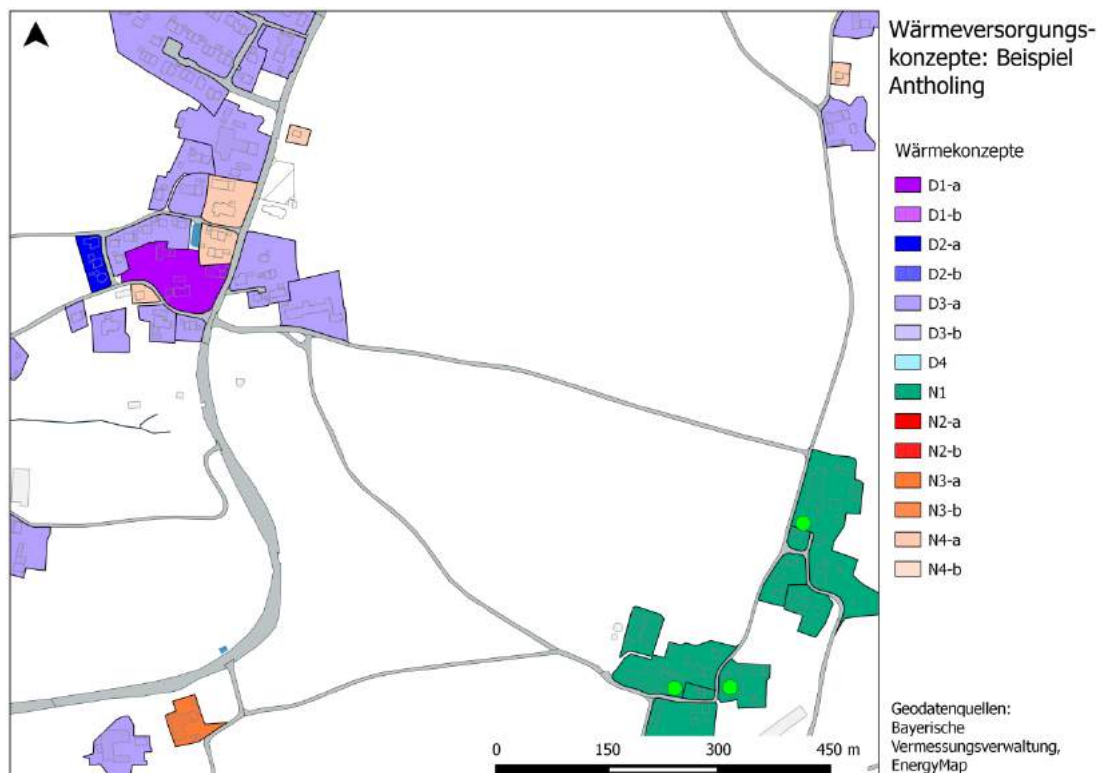 Wärmeversorgungs-
konzepte: Beispiel
Antholing
Wärmekonzepte
D1-a
D1-b
D2-a
D2-b
D3-a
D3-b
D4
N1
N2-a
N2-b
N3-a
N3-b
N4-a
N4-b
Geodatenquellen:
Bayerische
Vermessungsverwaltung,
EnergyMap
0 150 300 450 m